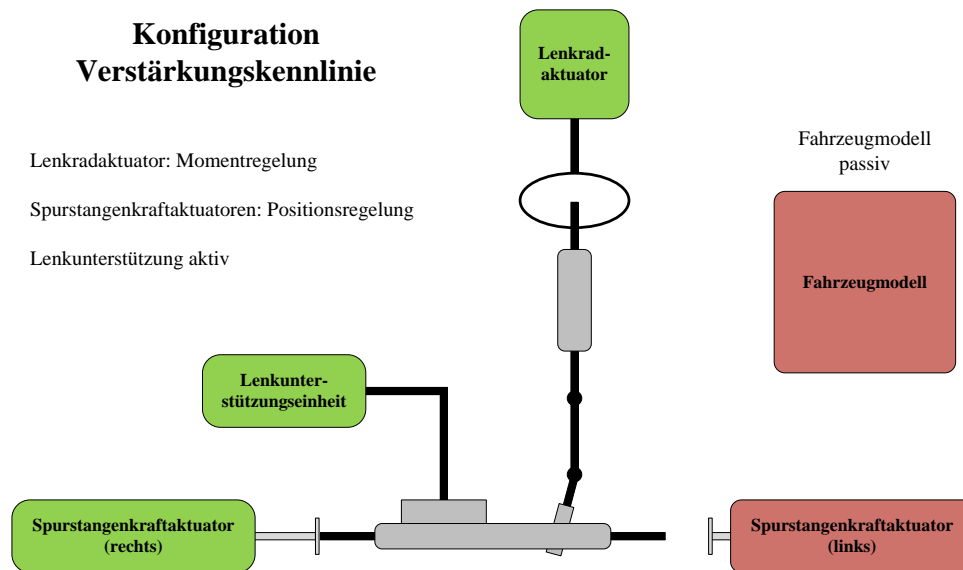 Konfiguration
Verstärkungskennlinie
Lenkrad-
aktuator
Lenkradaktuator: Momentregelung
Spurstangenkraftaktuatoren: Positionsregelung
Lenkunterstützung aktiv
Fahrzeugmodell
passiv
Fahrzeugmodell
Lenkunter-
stützungseinheit
Spurstangenkraftaktuator
(rechts)
Spurstangenkraftaktuator
(links)